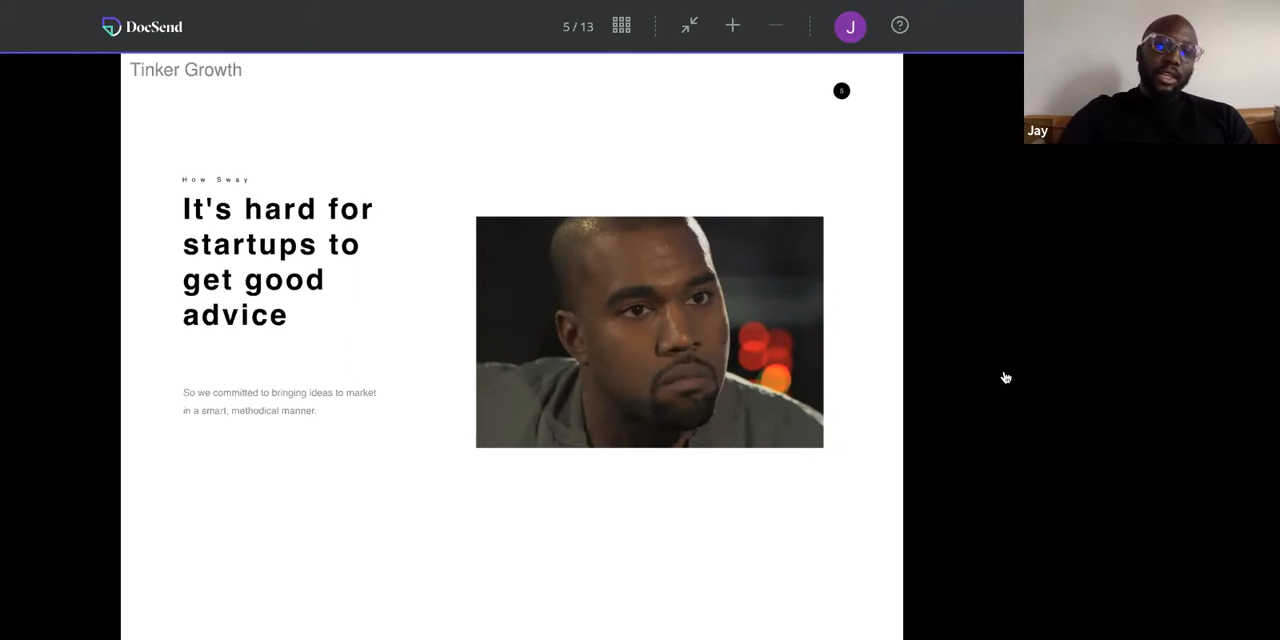 DocSend
5 / 13
J
?
Jay
Tinker Growth
5
How Sway
It's hard for
startups to
get good
advice
So we committed to bringing ideas to market
in a smart, methodical manner.